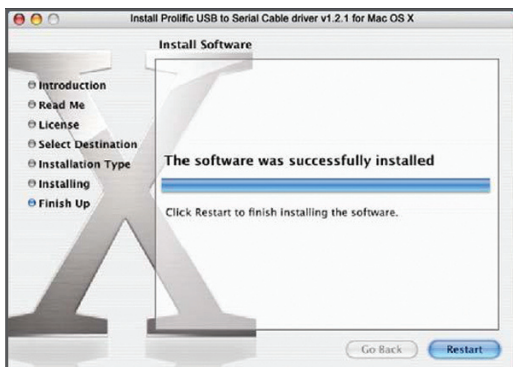 Install Prolific USB to Serial Cable driver v1.2.1 for Mac OS X
Install Software
Introduction
Read Me
License
Select Destination
Installation Type
Installing
Finish Up
The software was successfully installed
Click Restart to finish installing the software.
Go Back
Restart